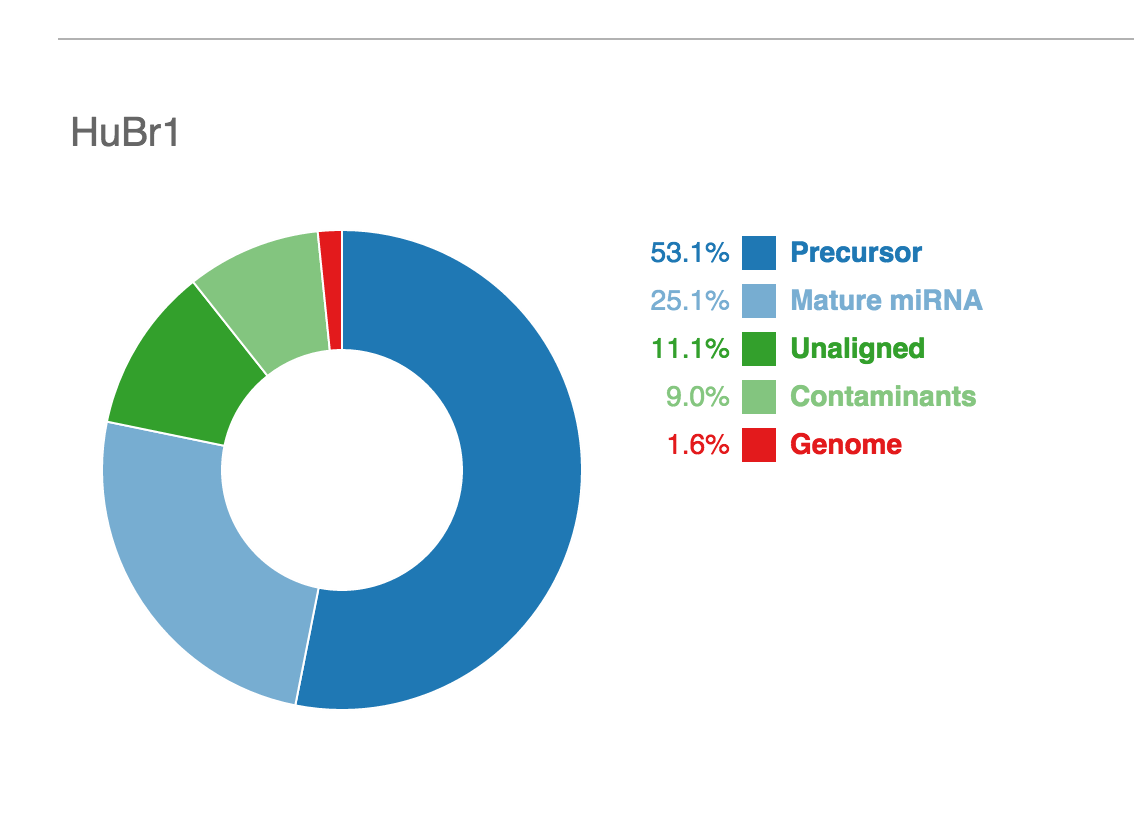 HuBr1
53.1% Precursor
25.1% Mature miRNA
11.1% Unaligned
9.0% Contaminants
1.6% Genome